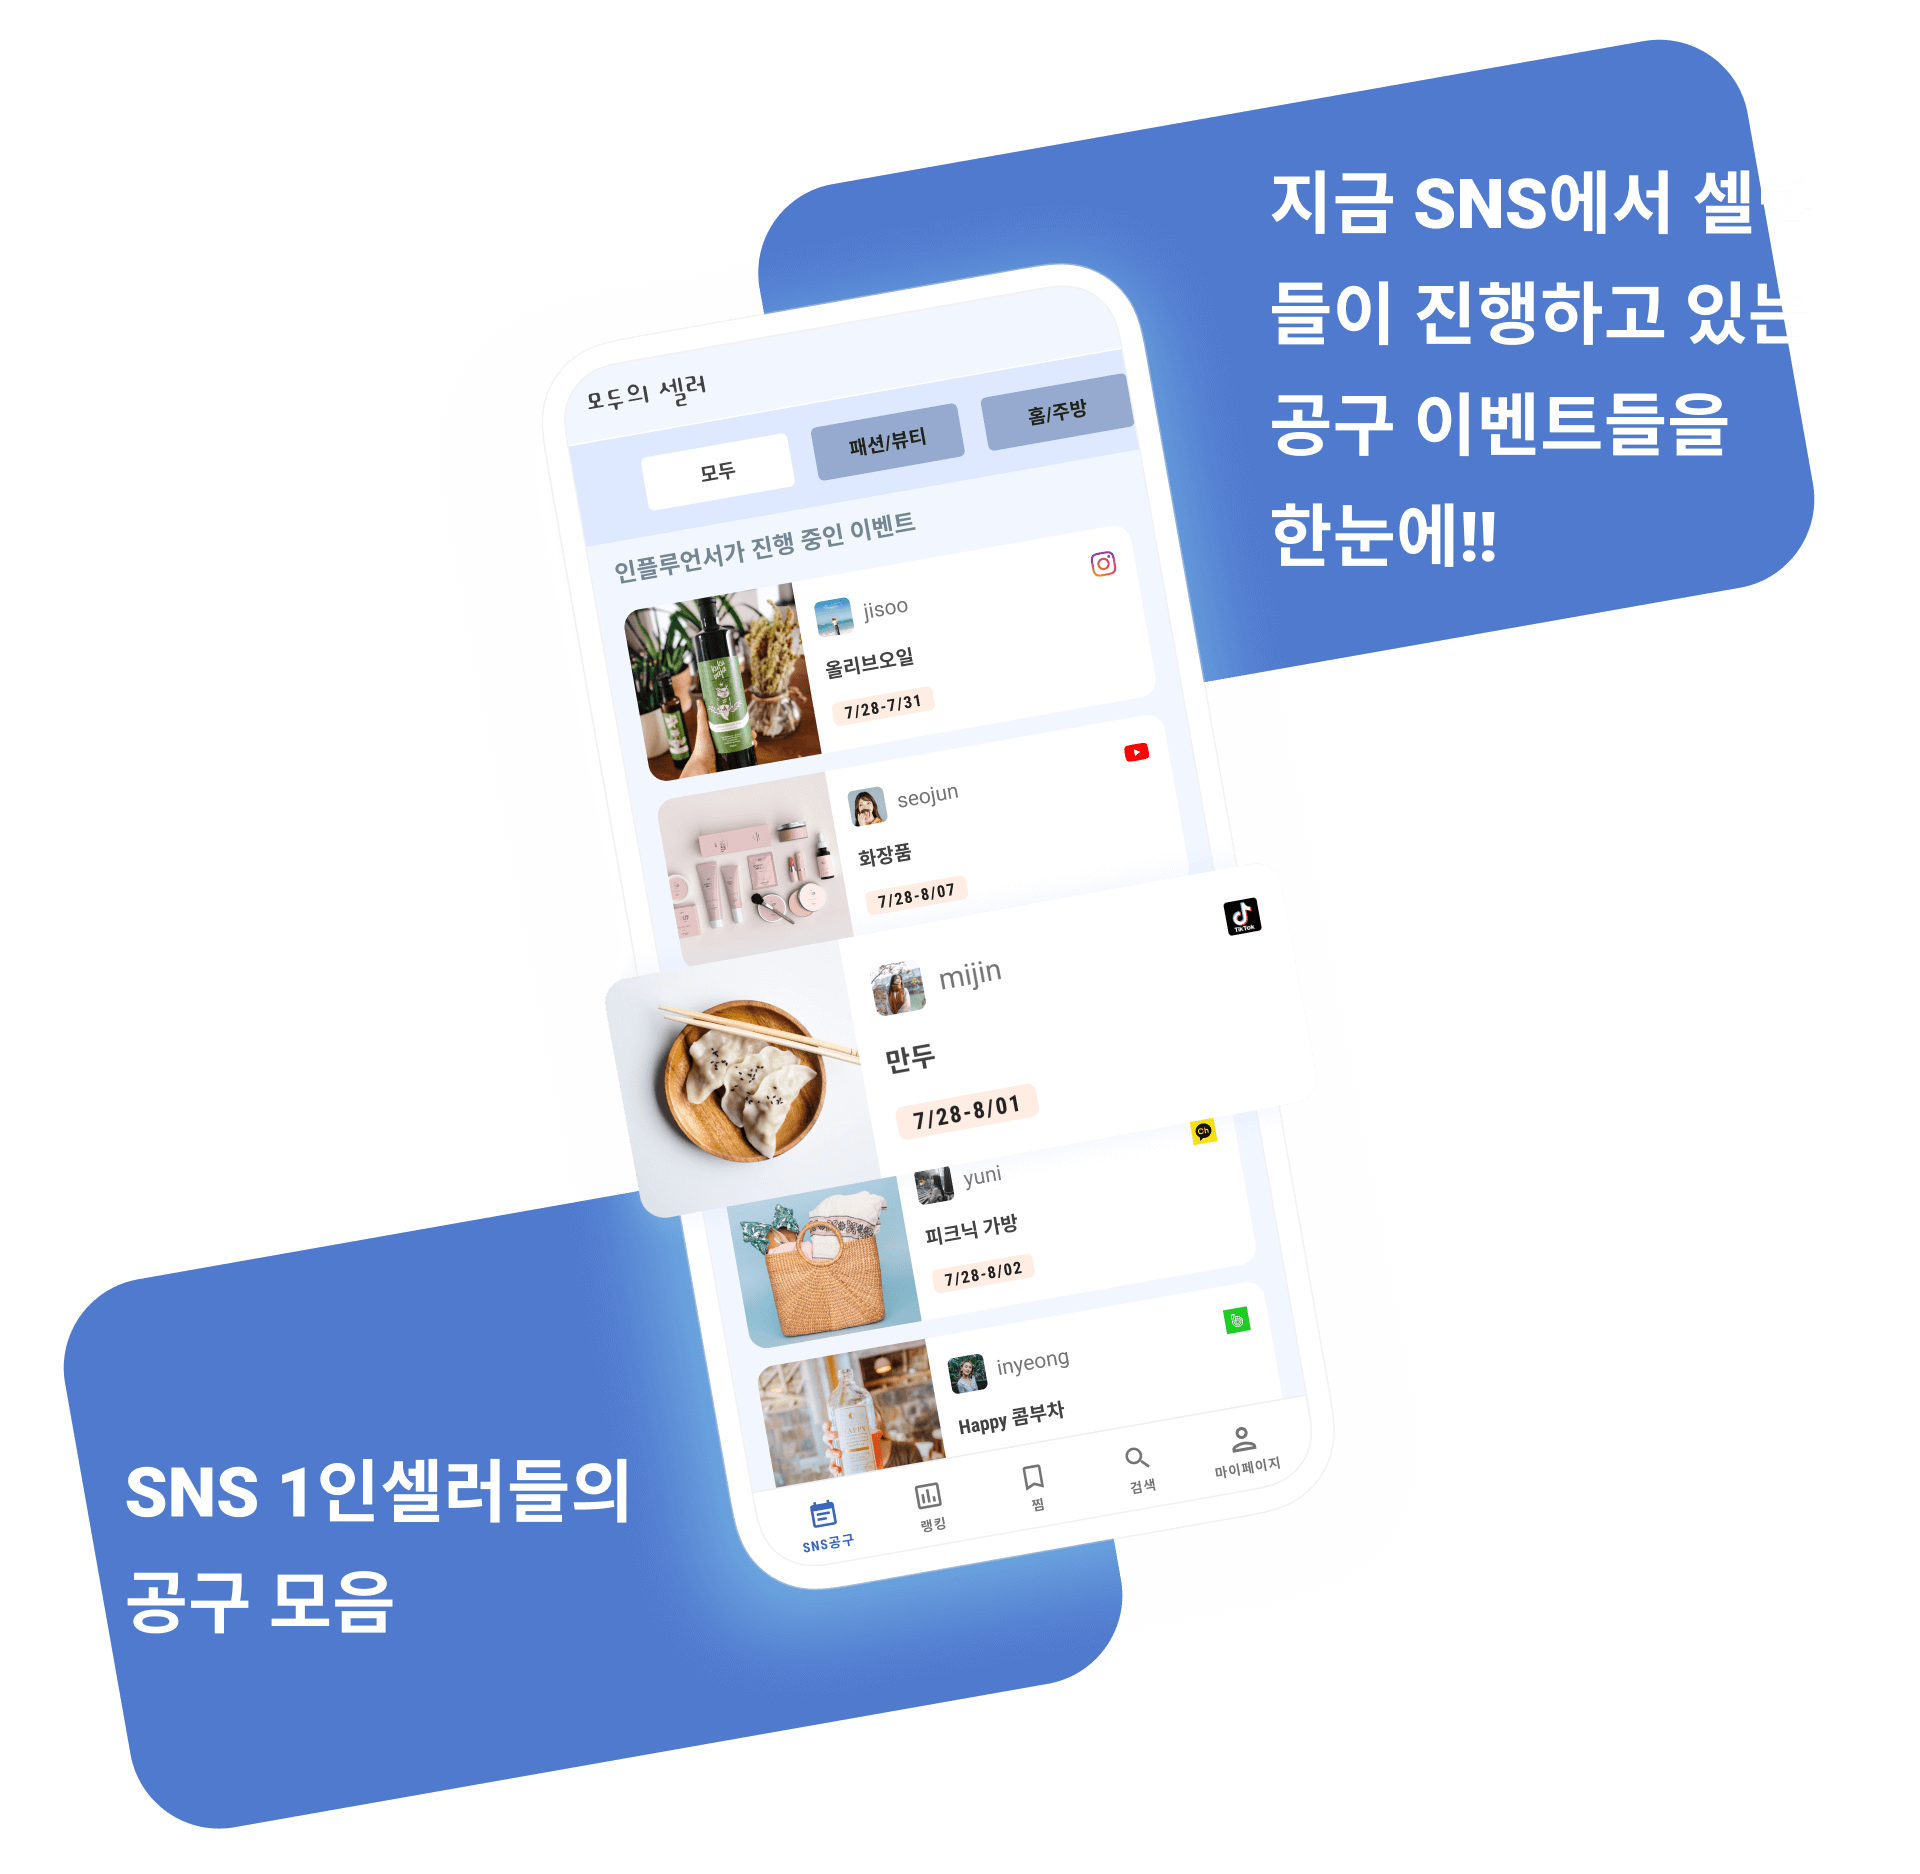 지금 SNS에서 셀
들이 진행하고 있는
공구 이벤트들을
한눈에!!
모두의 셀러
모두
패션/뷰티
홈/주방
인플루언서가 진행 중인 이벤트
jisoo
올리브오일
7/28-7/31
seojun
화장품
7/28-8/07
TikTok
mijin
만두
7/28-8/01
Ch
yuni
피크닉 가방
7/28-8/02
inyeong
Happy 콤부차
HAPPY
SNS공구
랭킹
찜
검색
마이페이지
SNS 1인셀러들의
공구 모음